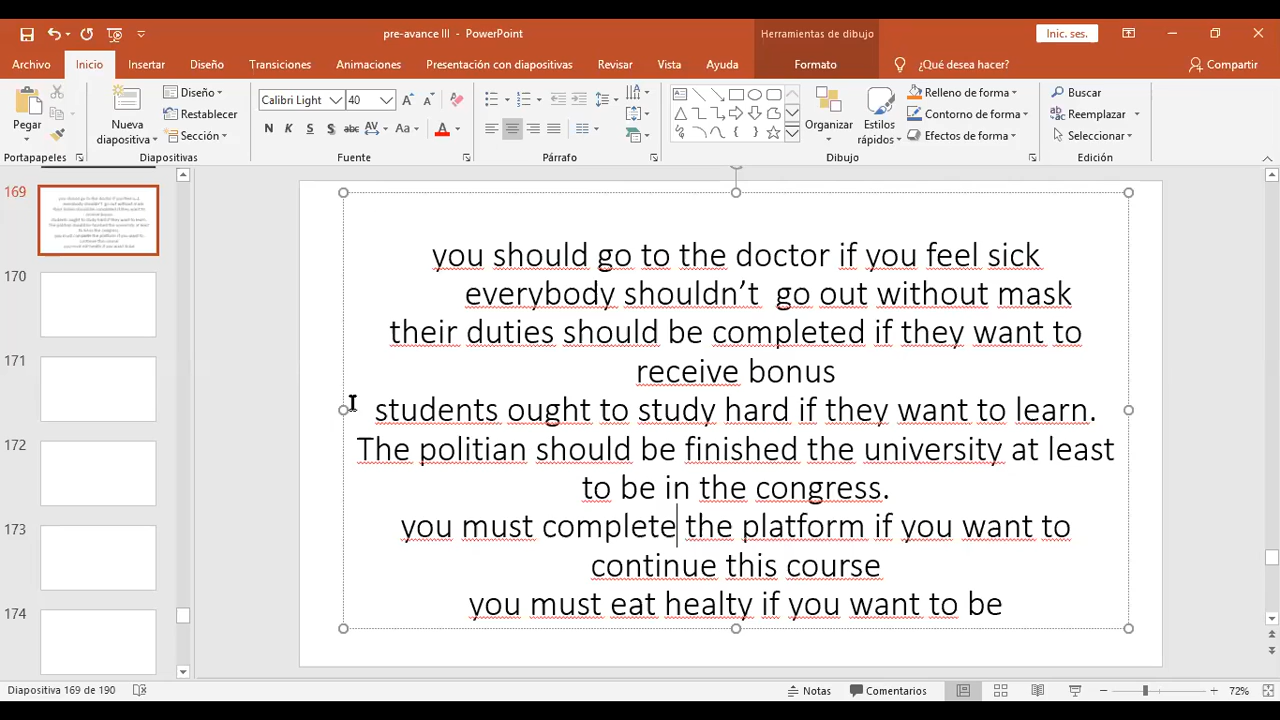 pre-avance III - PowerPoint
Herramientas de dibujo
Inic. ses.
Archivo
Inicio
Insertar
Diseño
Transiciones
Animaciones
Presentación con diapositivas
Revisar
Vista
Ayuda
Formato
¿Qué desea hacer?
Compartir
Pegar
Nueva
diapositiva
Diseño
Restablecer
Sección
Calibri Light
40
N K S S abc AV Aa A
Organizar
Estilos
rápidos
Relleno de forma
Contorno de forma
Efectos de forma
Buscar
Reemplazar
Seleccionar
Portapapeles
Diapositivas
Fuente
Párrafo
Dibujo
Edición
169
170
171
172
173
174
you should go to the doctor if you feel sick
everybody shouldn’t  go out without mask
their duties should be completed if they want to
receive bonus
students ought to study hard if they want to learn.
The politian should be finished the university at least
to be in the congress.
you must complete the platform if you want to
continue this course
you must eat healty if you want to be
Diapositiva 169 de 190
Notas
Comentarios
72%